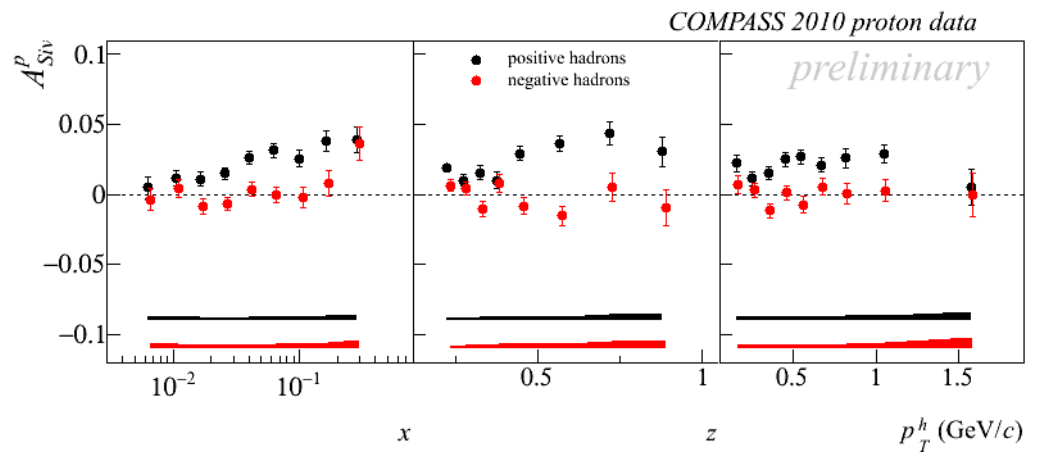 COMPASS 2010 proton data
A^p_Siv
preliminary
positive hadrons
negative hadrons
0.1
0.05
0
−0.05
−0.1
10^−2 10^−1 0.5 1 0.5 1 1.5
x z p_T^h (GeV/c)